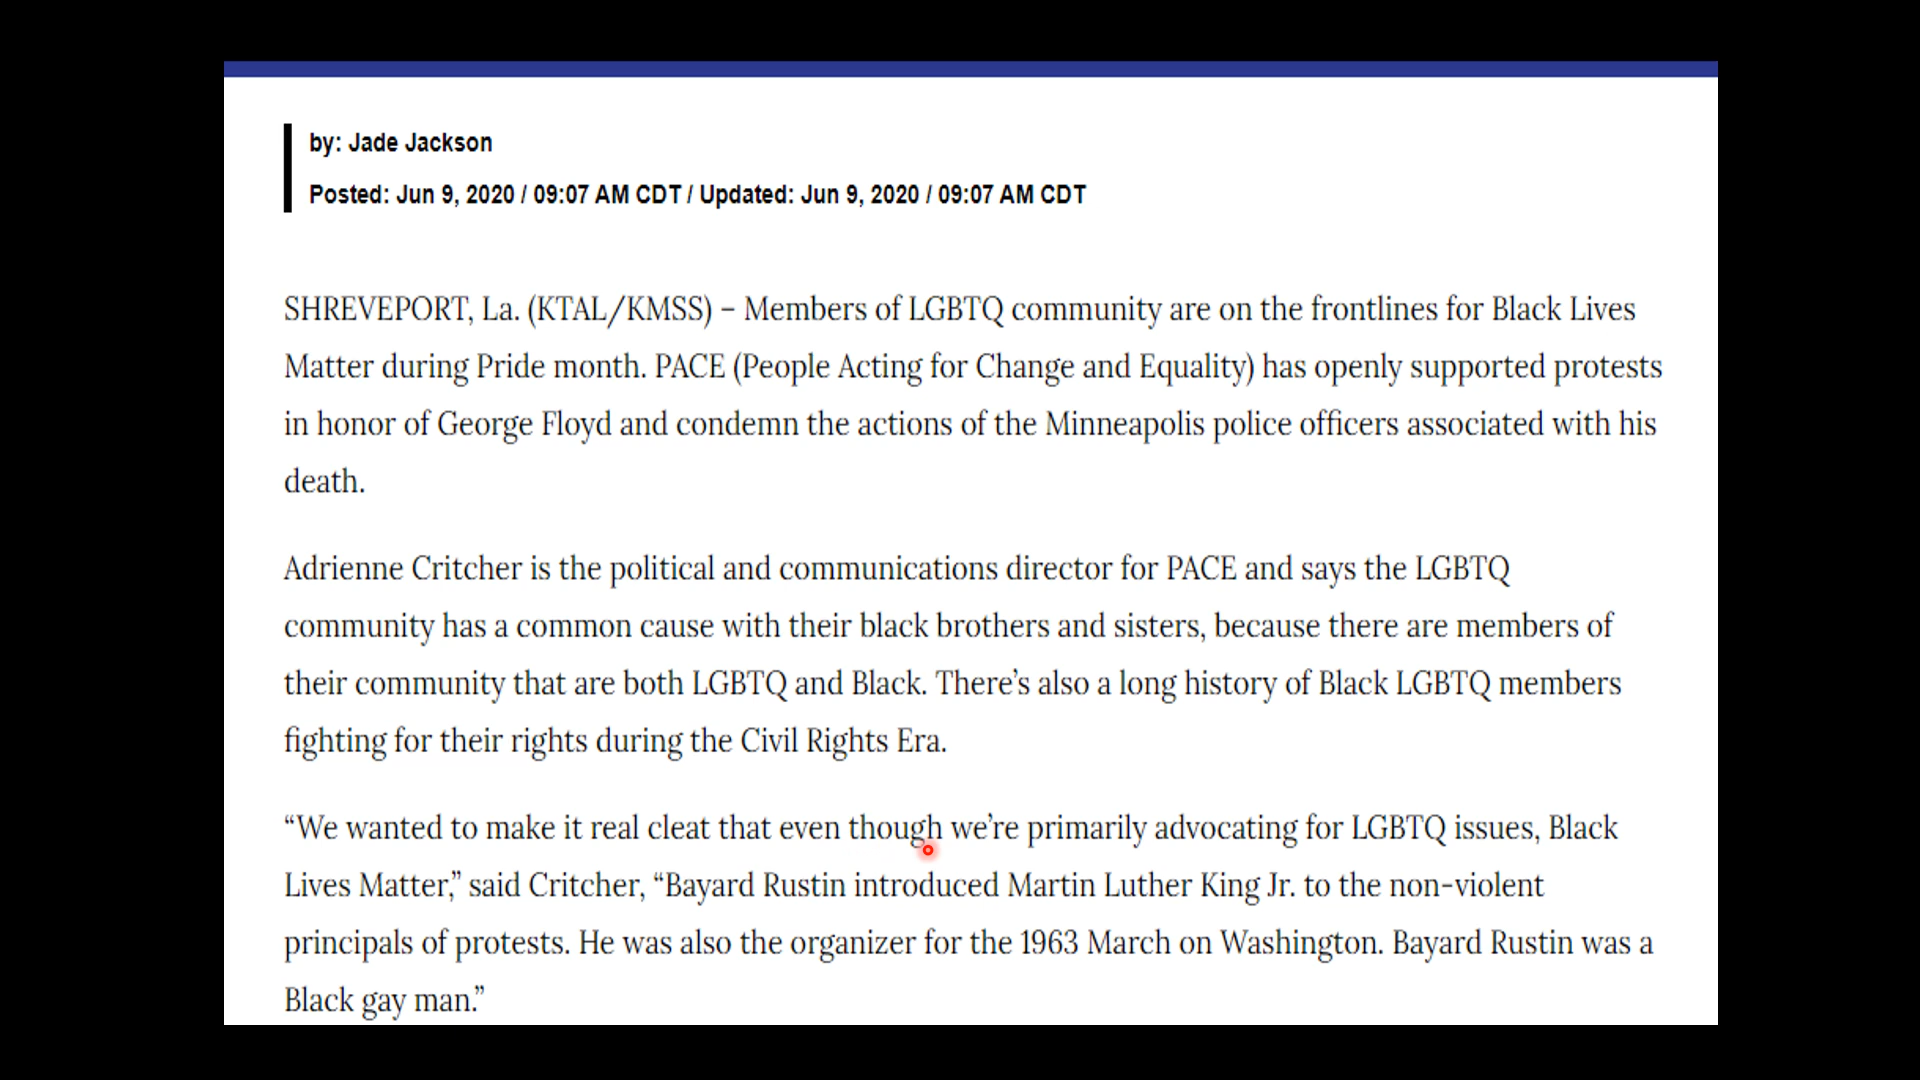 by: Jade Jackson
Posted: Jun 9, 2020 / 09:07 AM CDT / Updated: Jun 9, 2020 / 09:07 AM CDT
SHREVEPORT, La. (KTAL/KMSS) – Members of LGBTQ community are on the frontlines for Black Lives
Matter during Pride month. PACE (People Acting for Change and Equality) has openly supported protests
in honor of George Floyd and condemn the actions of the Minneapolis police officers associated with his
death.
Adrienne Critcher is the political and communications director for PACE and says the LGBTQ
community has a common cause with their black brothers and sisters, because there are members of
their community that are both LGBTQ and Black. There’s also a long history of Black LGBTQ members
fighting for their rights during the Civil Rights Era.
“We wanted to make it real cleat that even though we’re primarily advocating for LGBTQ issues, Black
Lives Matter,” said Critcher, “Bayard Rustin introduced Martin Luther King Jr. to the non-violent
principals of protests. He was also the organizer for the 1963 March on Washington. Bayard Rustin was a
Black gay man.”